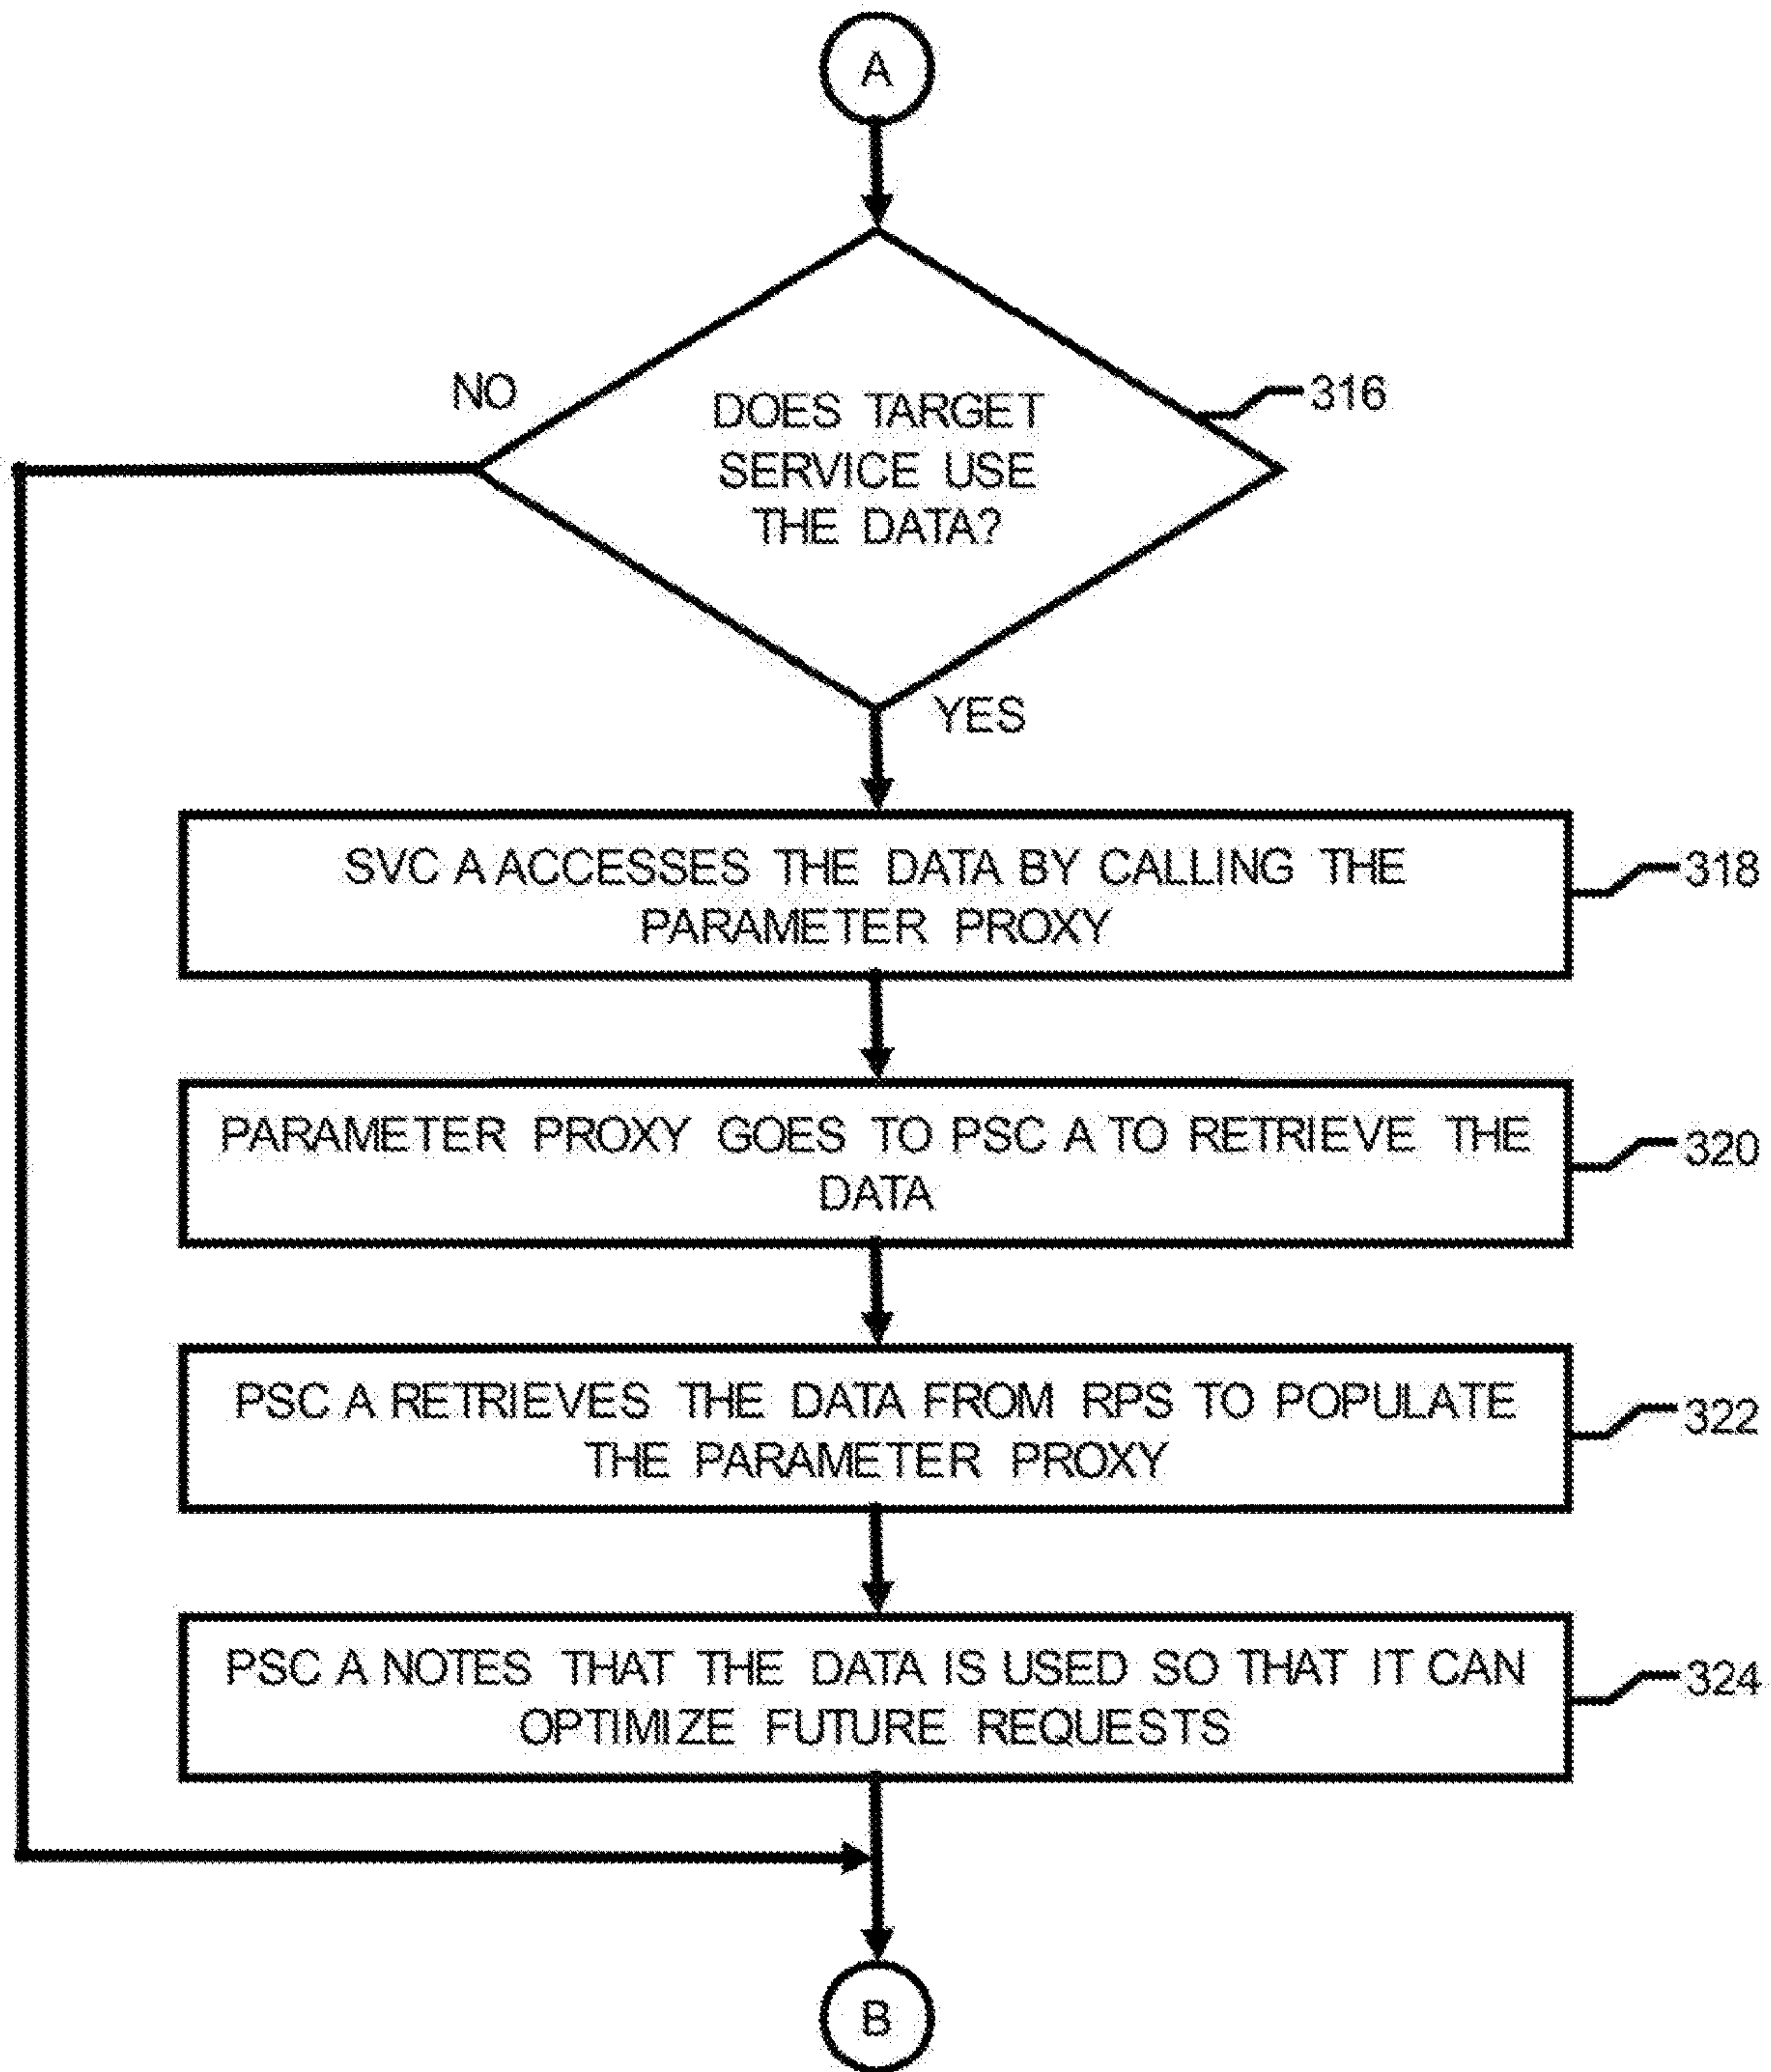 A
NO
DOES TARGET
SERVICE USE
THE DATA?
316
YES
SVC A ACCESSES THE DATA BY CALLING THE
PARAMETER PROXY
318
PARAMETER PROXY GOES TO PSC A TO RETRIEVE THE
DATA
320
PSC A RETRIEVES THE DATA FROM RPS TO POPULATE
THE PARAMETER PROXY
322
PSC A NOTES THAT THE DATA IS USED SO THAT IT CAN
OPTIMIZE FUTURE REQUESTS
324
B